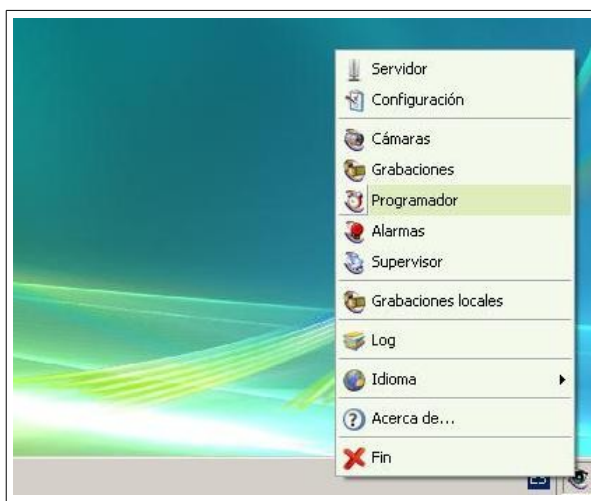 Servidor
Configuración
Cámaras
Grabaciones
Programador
Alarmas
Supervisor
Grabaciones locales
Log
Idioma
Acerca de...
Fin